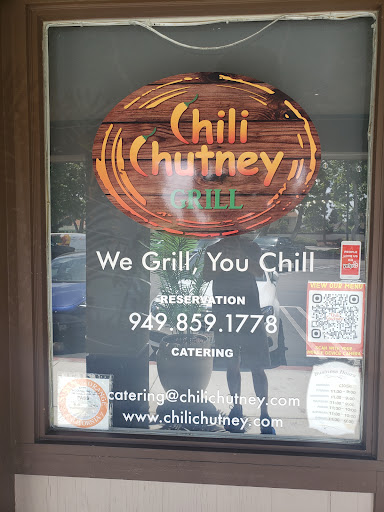 Chili
Chutney
GRILL
We Grill, You Chill
RESERVATION
949.859.1778
CATERING
VIEW OUR MENU
catering@chilichutney.com
www.chilichutney.com